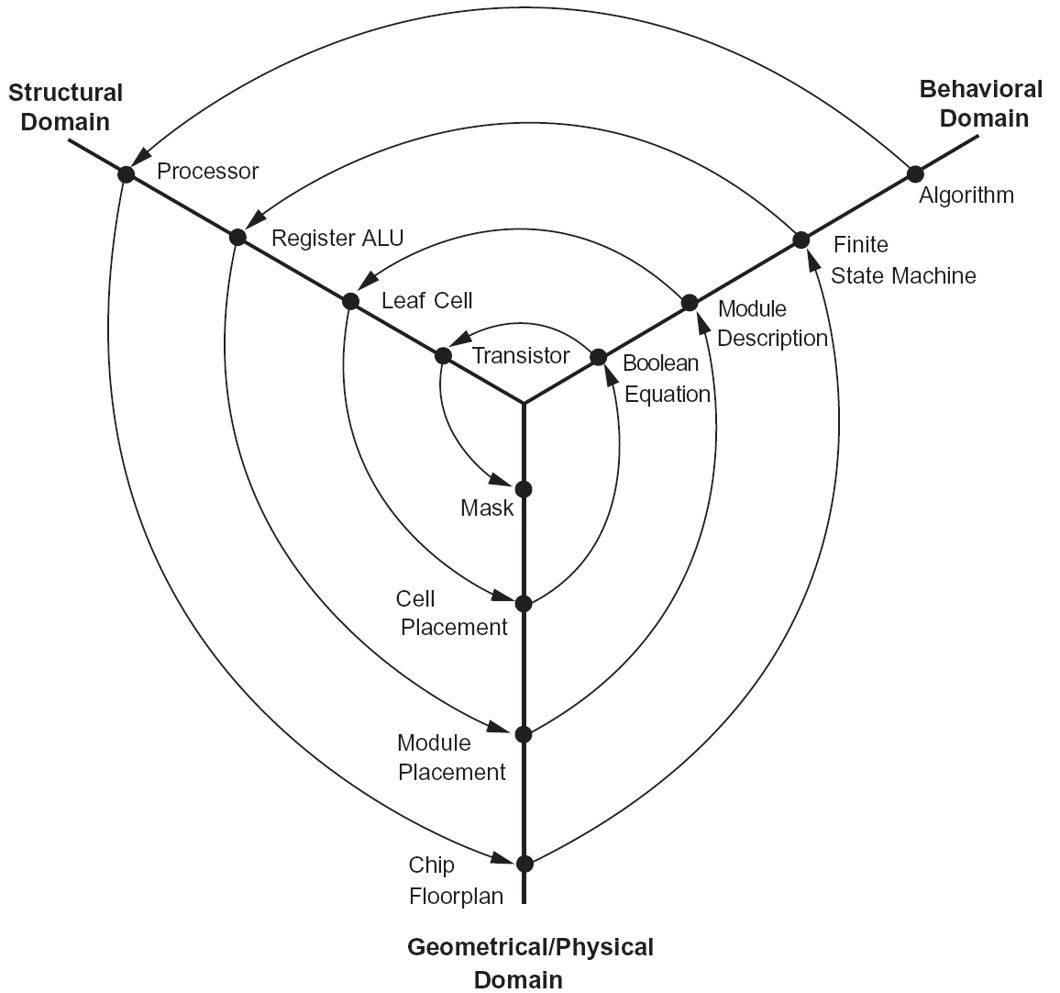 Structural
Domain
Behavioral
Domain
Processor
Algorithm
Register ALU
Finite
State Machine
Leaf Cell
Module
Description
Transistor
Boolean
Equation
Mask
Cell
Placement
Module
Placement
Chip
Floorplan
Geometrical/Physical
Domain